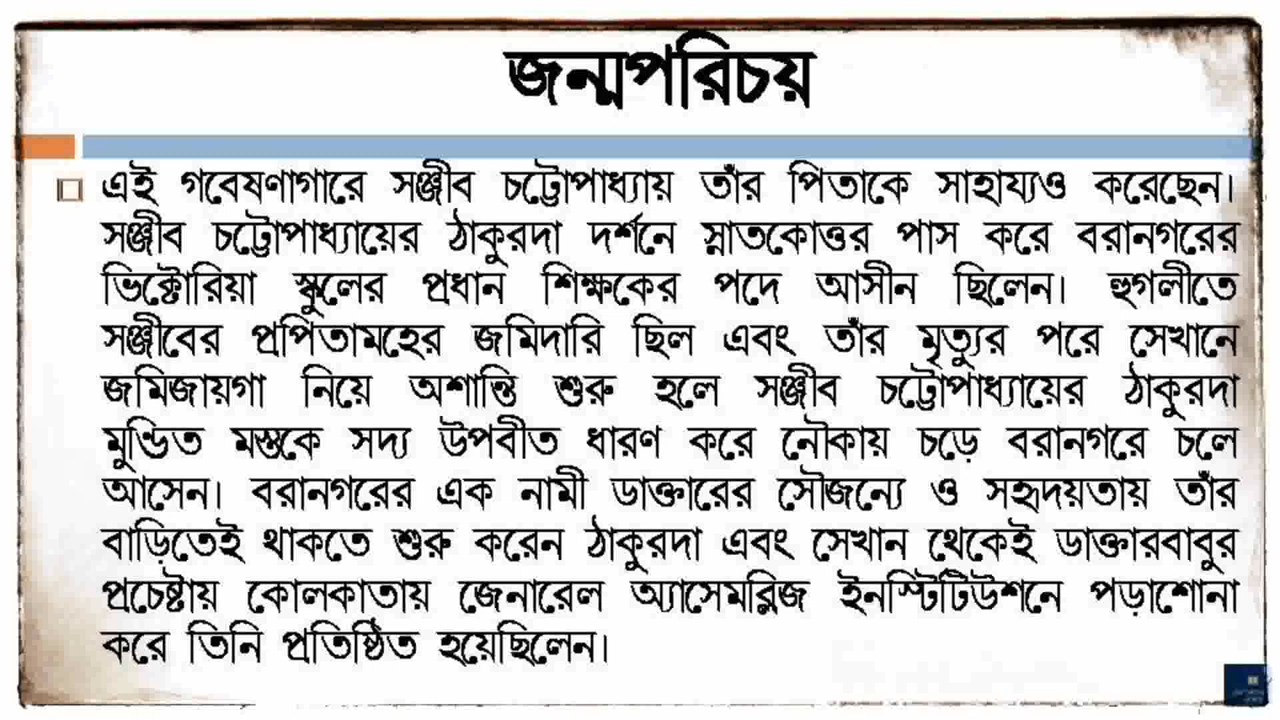 জন্মপরিচয়
এই গবেষণাগারে সঞ্জীব চট্টোপাধ্যায় তাঁর পিতাকে সাহায্যও করেছেন।
সঞ্জীব চট্টোপাধ্যায়ের ঠাকুরদা দর্শনে স্নাতকোত্তর পাস করে বরানগরের
ভিক্টোরিয়া স্কুলের প্রধান শিক্ষকের পদে আসীন ছিলেন। হুগলীতে
সঞ্জীবের প্রপিতামহের জমিদারি ছিল এবং তাঁর মৃত্যুর পরে সেখানে
জমিজায়গা নিয়ে অশান্তি শুরু হলে সঞ্জীব চট্টোপাধ্যায়ের ঠাকুরদা
মুণ্ডিত মস্তকে সদ্য উপবীত ধারণ করে নৌকায় চড়ে বরানগরে চলে
আসেন। বরানগরের এক নামী ডাক্তারের সৌজন্যে ও সহৃদয়তায় তাঁর
বাড়িতেই থাকতে শুরু করেন ঠাকুরদা এবং সেখান থেকেই ডাক্তারবাবুর
প্রচেষ্টায় কোলকাতায় জেনারেল অ্যাসেমব্লিজ ইনস্টিটিউশনে পড়াশোনা
করে তিনি প্রতিষ্ঠিত হয়েছিলেন।